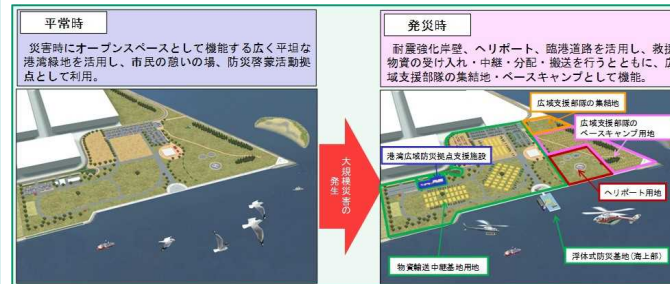 平常時
災害時にオープンスペースとして機能する広く平坦な
港湾緑地を活用し、市民の憩いの場、防災啓蒙活動拠
点として利用。
大規模災害の
発生
発災時
耐震強化岸壁、ヘリポート、臨港道路を活用し、救援
物資の受け入れ・中継・分配・搬送を行うとともに、広
域支援部隊の集結地・ベースキャンプとして機能。
広域支援部隊の集結地
広域支援部隊の
ベースキャンプ用地
港湾広域防災拠点支援施設
ヘリポート用地
物資輸送中継基地用地
浮体式防災基地(海上部)